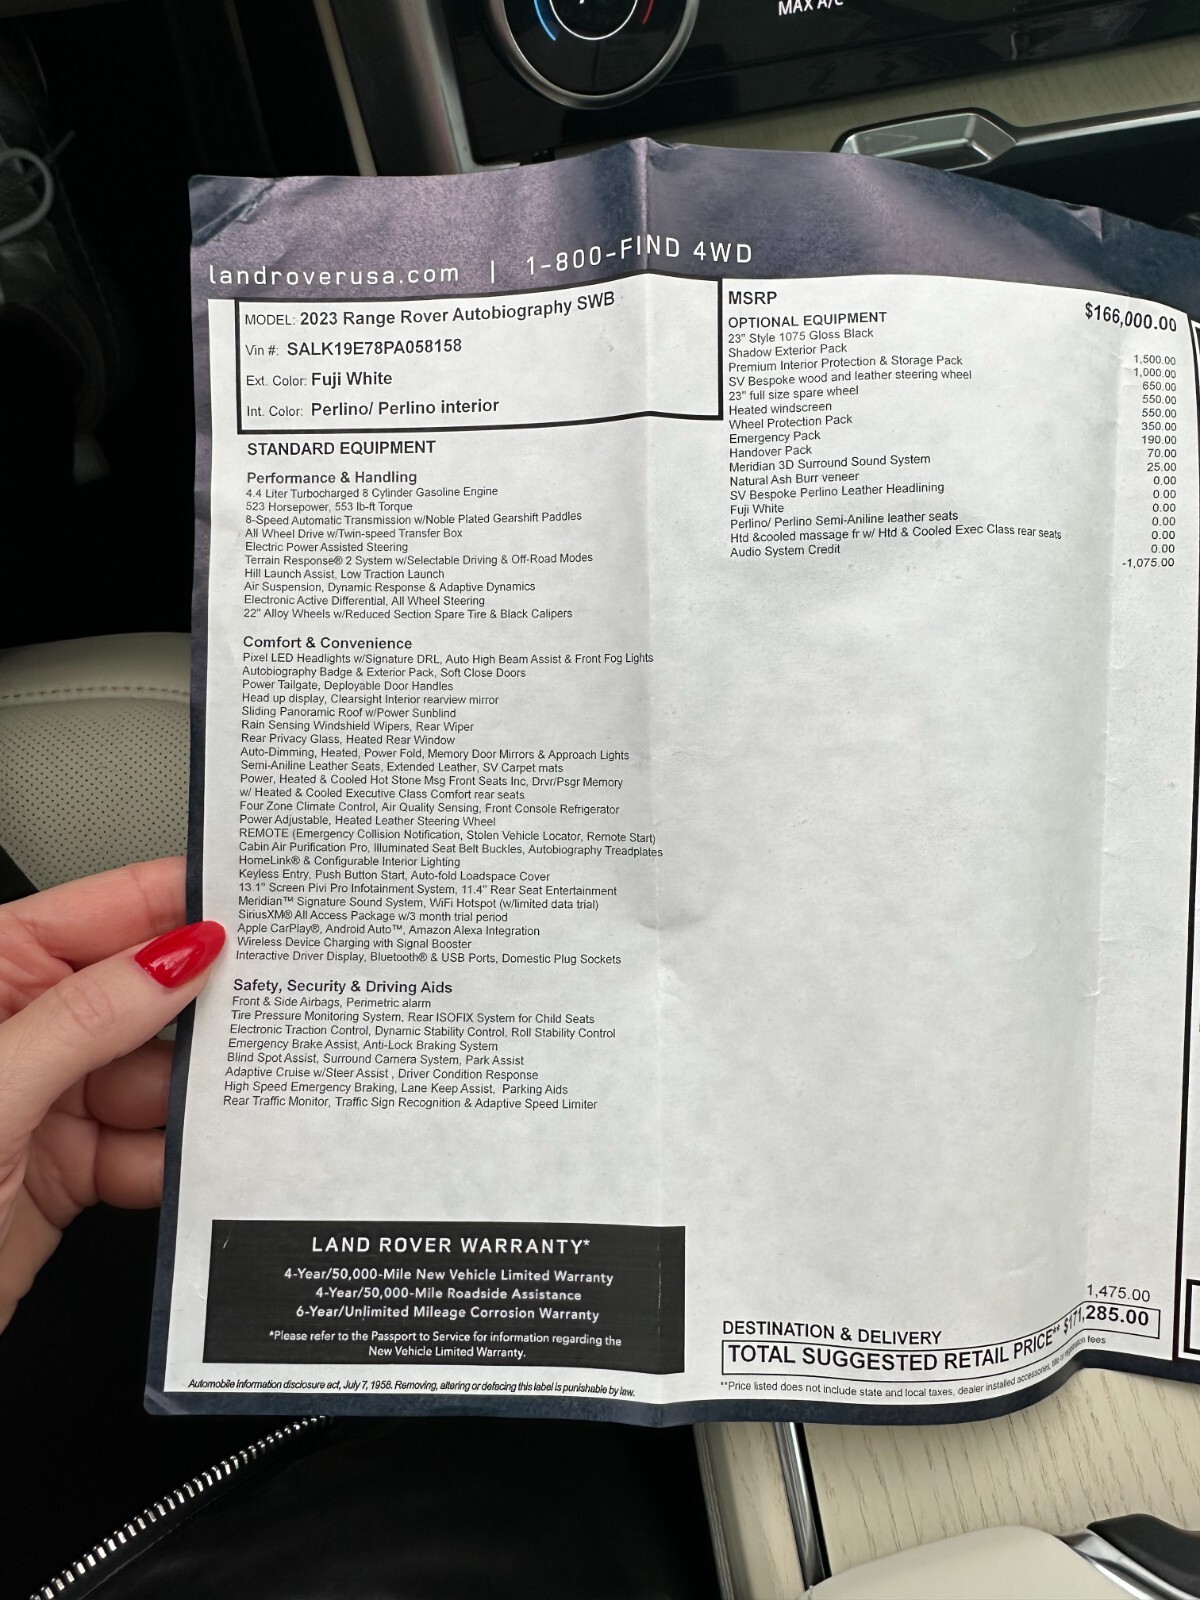 MAX A/C
landroverusa.com | 1-800-FIND 4WD
MODEL: 2023 Range Rover Autobiography SWB
Vin #: SALK19E78PA058158
Ext. Color: Fuji White
Int. Color: Perlino/ Perlino interior
STANDARD EQUIPMENT
Performance & Handling
4.4 Liter Turbocharged 8 Cylinder Gasoline Engine
523 Horsepower, 553 lb-ft Torque
8-Speed Automatic Transmission w/Noble Plated Gearshift Paddles
All Wheel Drive w/Twin-speed Transfer Box
Electric Power Assisted Steering
Terrain Response® 2 System w/Selectable Driving & Off-Road Modes
Hill Launch Assist, Low Traction Launch
Air Suspension, Dynamic Response & Adaptive Dynamics
Electronic Active Differential, All Wheel Steering
22" Alloy Wheels w/Reduced Section Spare Tire & Black Calipers
Comfort & Convenience
Pixel LED Headlights w/Signature DRL, Auto High Beam Assist & Front Fog Lights
Autobiography Badge & Exterior Pack, Soft Close Doors
Power Tailgate, Deployable Door Handles
Head up display, Clearsight Interior rearview mirror
Sliding Panoramic Roof w/Power Sunblind
Rain Sensing Windshield Wipers, Rear Wiper
Rear Privacy Glass, Heated Rear Window
Auto-Dimming, Heated, Power Fold, Memory Door Mirrors & Approach Lights
Semi-Aniline Leather Seats, Extended Leather, SV Carpet mats
Power, Heated & Cooled Hot Stone Msg Front Seats Inc, Drvr/Psgr Memory
w/ Heated & Cooled Executive Class Comfort rear seats
Four Zone Climate Control, Air Quality Sensing, Front Console Refrigerator
Power Adjustable, Heated Leather Steering Wheel
REMOTE (Emergency Collision Notification, Stolen Vehicle Locator, Remote Start)
Cabin Air Purification Pro, Illuminated Seat Belt Buckles, Autobiography Treadplates
HomeLink® & Configurable Interior Lighting
Keyless Entry, Push Button Start, Auto-fold Loadspace Cover
13.1" Screen Pivi Pro Infotainment System, 11.4" Rear Seat Entertainment
Meridian™ Signature Sound System, WiFi Hotspot (w/limited data trial)
SiriusXM® All Access Package w/3 month trial period
Apple CarPlay®, Android Auto™, Amazon Alexa Integration
Wireless Device Charging with Signal Booster
Interactive Driver Display, Bluetooth® & USB Ports, Domestic Plug Sockets
Safety, Security & Driving Aids
Front & Side Airbags, Perimetric alarm
Tire Pressure Monitoring System, Rear ISOFIX System for Child Seats
Electronic Traction Control, Dynamic Stability Control, Roll Stability Control
Emergency Brake Assist, Anti-Lock Braking System
Blind Spot Assist, Surround Camera System, Park Assist
Adaptive Cruise w/Steer Assist , Driver Condition Response
High Speed Emergency Braking, Lane Keep Assist, Parking Aids
Rear Traffic Monitor, Traffic Sign Recognition & Adaptive Speed Limiter
LAND ROVER WARRANTY*
4-Year/50,000-Mile New Vehicle Limited Warranty
4-Year/50,000-Mile Roadside Assistance
6-Year/Unlimited Mileage Corrosion Warranty
*Please refer to the Passport to Service for information regarding the
New Vehicle Limited Warranty.
Automobile information disclosure act, July 7, 1958. Removing, altering or defacing this label is punishable by law.
MSRP $166,000.00
OPTIONAL EQUIPMENT
23" Style 1075 Gloss Black 1,500.00
Shadow Exterior Pack 1,000.00
Premium Interior Protection & Storage Pack 650.00
SV Bespoke wood and leather steering wheel 550.00
23" full size spare wheel 550.00
Heated windscreen 350.00
Wheel Protection Pack 190.00
Emergency Pack 70.00
Handover Pack 25.00
Meridian 3D Surround Sound System 0.00
Natural Ash Burr veneer 0.00
SV Bespoke Perlino Leather Headlining 0.00
Fuji White 0.00
Perlino/ Perlino Semi-Aniline leather seats 0.00
Htd &cooled massage fr w/ Htd & Cooled Exec Class rear seats 0.00
Audio System Credit -1,075.00
DESTINATION & DELIVERY 1,475.00
TOTAL SUGGESTED RETAIL PRICE** $171,285.00
**Price listed does not include state and local taxes, dealer installed accessories, title or registration fees